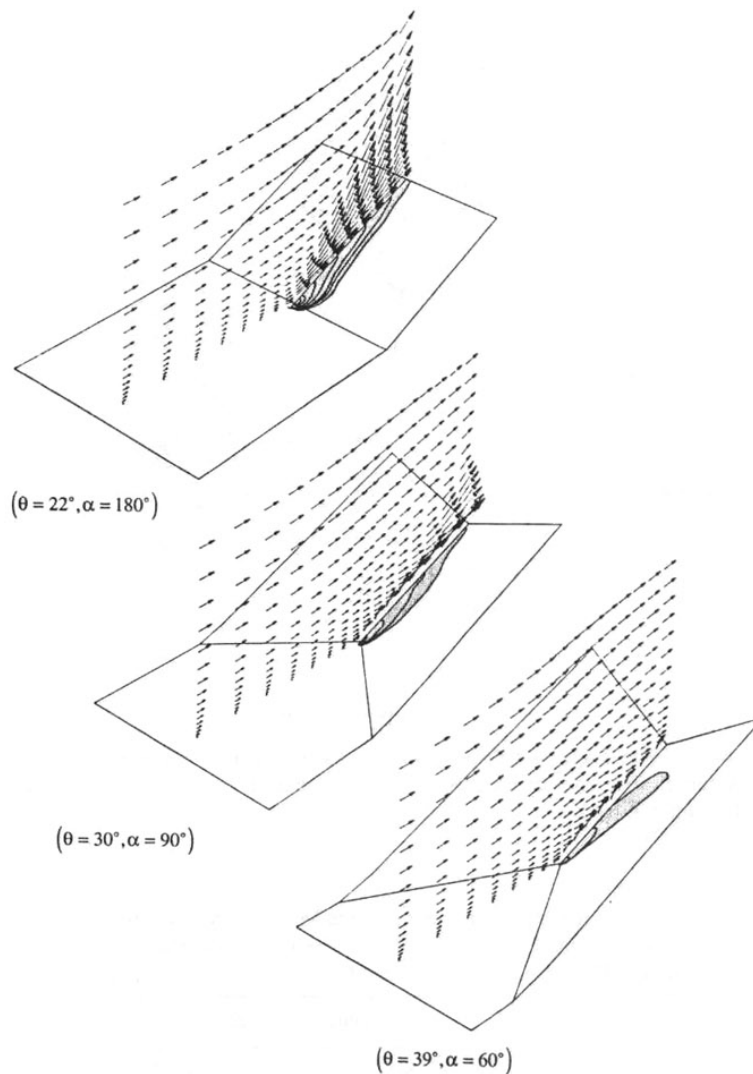 (θ = 22°, α = 180°)
(θ = 30°, α = 90°)
(θ = 39°, α = 60°)